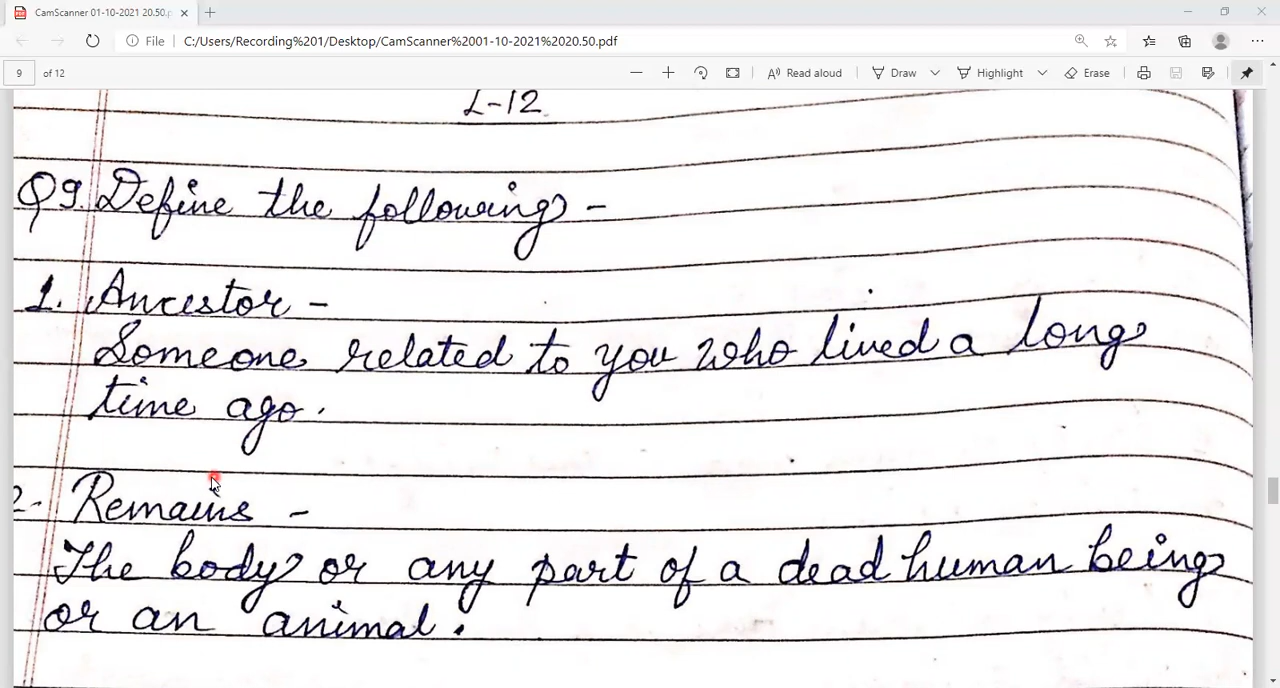 CamScanner 01-10-2021 20.50.p
File C:/Users/Recording%201/Desktop/CamScanner%2001-10-2021%2020.50.pdf
9 of 12 Read aloud Draw Highlight Erase
L-12
Q9. Define the following -
1. Ancestor -
Someone related to you who lived a long
time ago.
2- Remains -
The body or any part of a dead human being
or an animal.